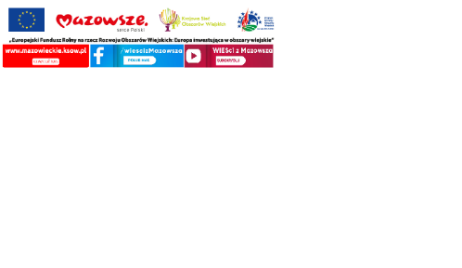 mazowsze.
serce Polski
Krajowa Sieć
Obszarów Wiejskich
„Europejski Fundusz Rolny na rzecz Rozwoju Obszarów Wiejskich: Europa inwestująca w obszary wiejskie"
www.mazowieckie.ksow.pl
/wiescizMazowsza
WIEŚci z Mazowsza